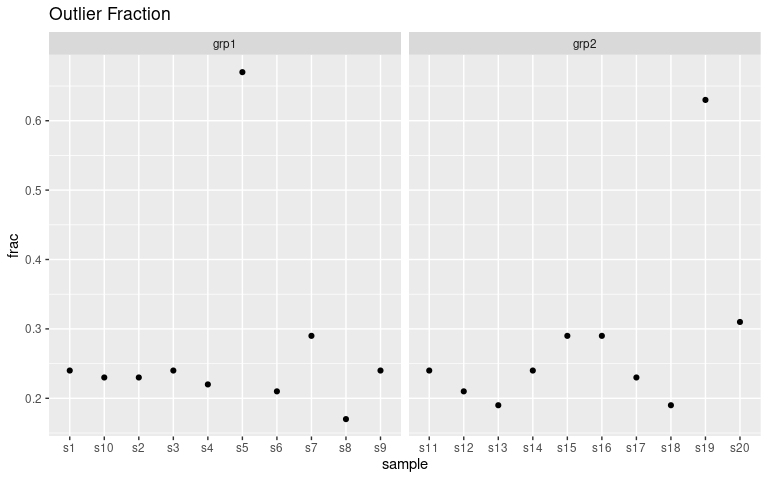 Outlier Fraction
grp1 grp2
0.6
0.5
0.4
0.3
0.2
frac
s1 s10 s2 s3 s4 s5 s6 s7 s8 s9 s11 s12 s13 s14 s15 s16 s17 s18 s19 s20
sample